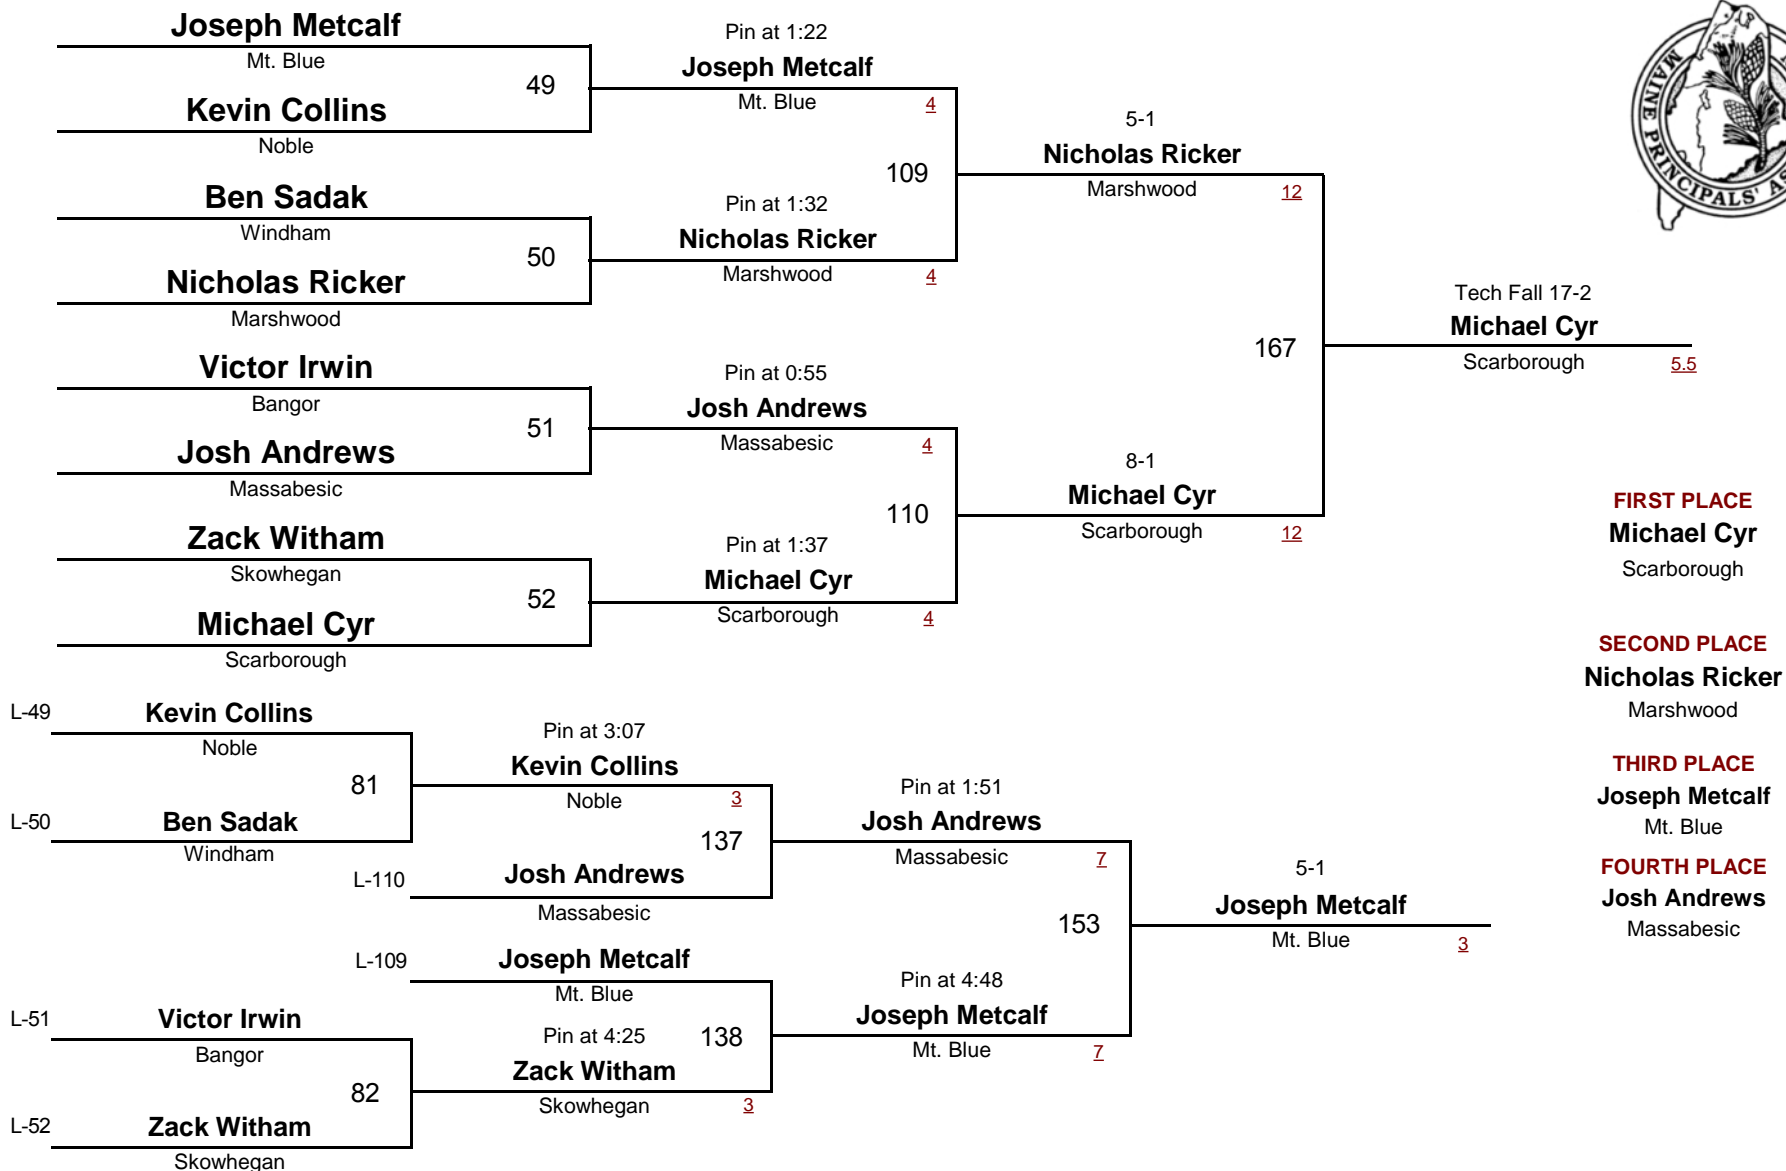 Joseph Metcalf
Mt. Blue
49
Kevin Collins
Noble
Ben Sadak
Windham
50
Nicholas Ricker
Marshwood
Victor Irwin
Bangor
51
Josh Andrews
Massabesic
Zack Witham
Skowhegan
52
Michael Cyr
Scarborough
Pin at 1:22
Joseph Metcalf
Mt. Blue
4
109
Pin at 1:32
Nicholas Ricker
Marshwood
4
Pin at 0:55
Josh Andrews
Massabesic
4
110
Pin at 1:37
Michael Cyr
Scarborough
4
5-1
Nicholas Ricker
Marshwood
12
167
8-1
Michael Cyr
Scarborough
12
Tech Fall 17-2
Michael Cyr
Scarborough
5.5
MAINE PRINCIPALS' AS
FIRST PLACE
Michael Cyr
Scarborough
SECOND PLACE
Nicholas Ricker
Marshwood
THIRD PLACE
Joseph Metcalf
Mt. Blue
FOURTH PLACE
Josh Andrews
Massabesic
L-49
Kevin Collins
Noble
81
L-50
Ben Sadak
Windham
Pin at 3:07
Kevin Collins
Noble
3
137
L-110
Josh Andrews
Massabesic
L-109
Joseph Metcalf
Mt. Blue
138
L-51
Victor Irwin
Bangor
82
L-52
Zack Witham
Skowhegan
Pin at 4:25
Zack Witham
Skowhegan
3
Pin at 1:51
Josh Andrews
Massabesic
7
153
Pin at 4:48
Joseph Metcalf
Mt. Blue
7
5-1
Joseph Metcalf
Mt. Blue
3